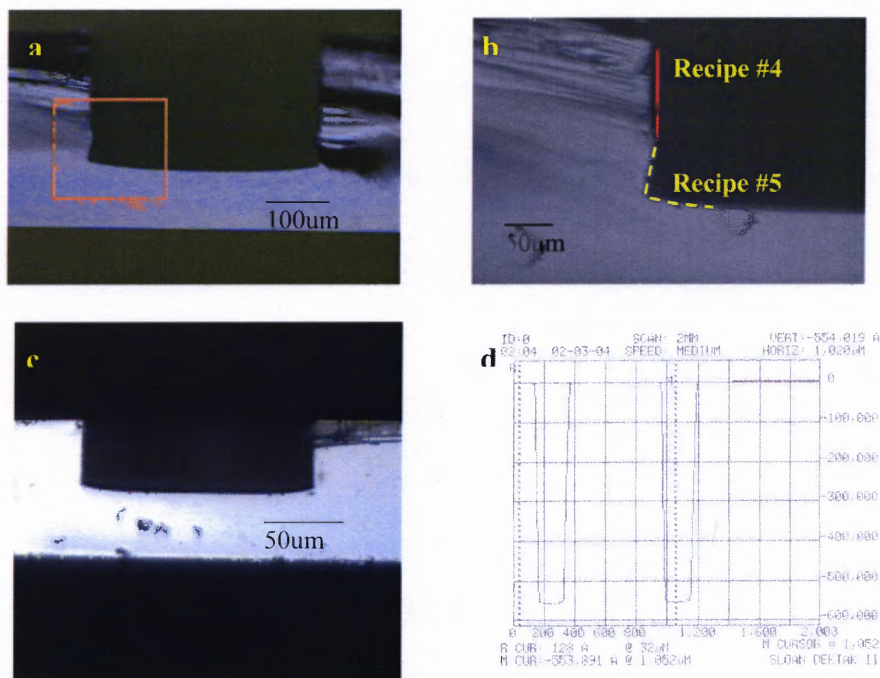 a
100um
b
Recipe #4
Recipe #5
50um
c
50um
d
ID:0 SCAN: 2MM VERT:-554,019 A
02:04 02-03-04 SPEED: MEDIUM HORIZ: 1,020uM
R
0
-100,000
-200,000
-300,000
-400,000
-500,000
-600,000
0 200 400 800 1,200 1,600 2,003
R CUR: 128 A @ 32uM M CURSOR = 1,052
M CUR:-553,891 A @ 1,052uM SLOAN DEKTAK II